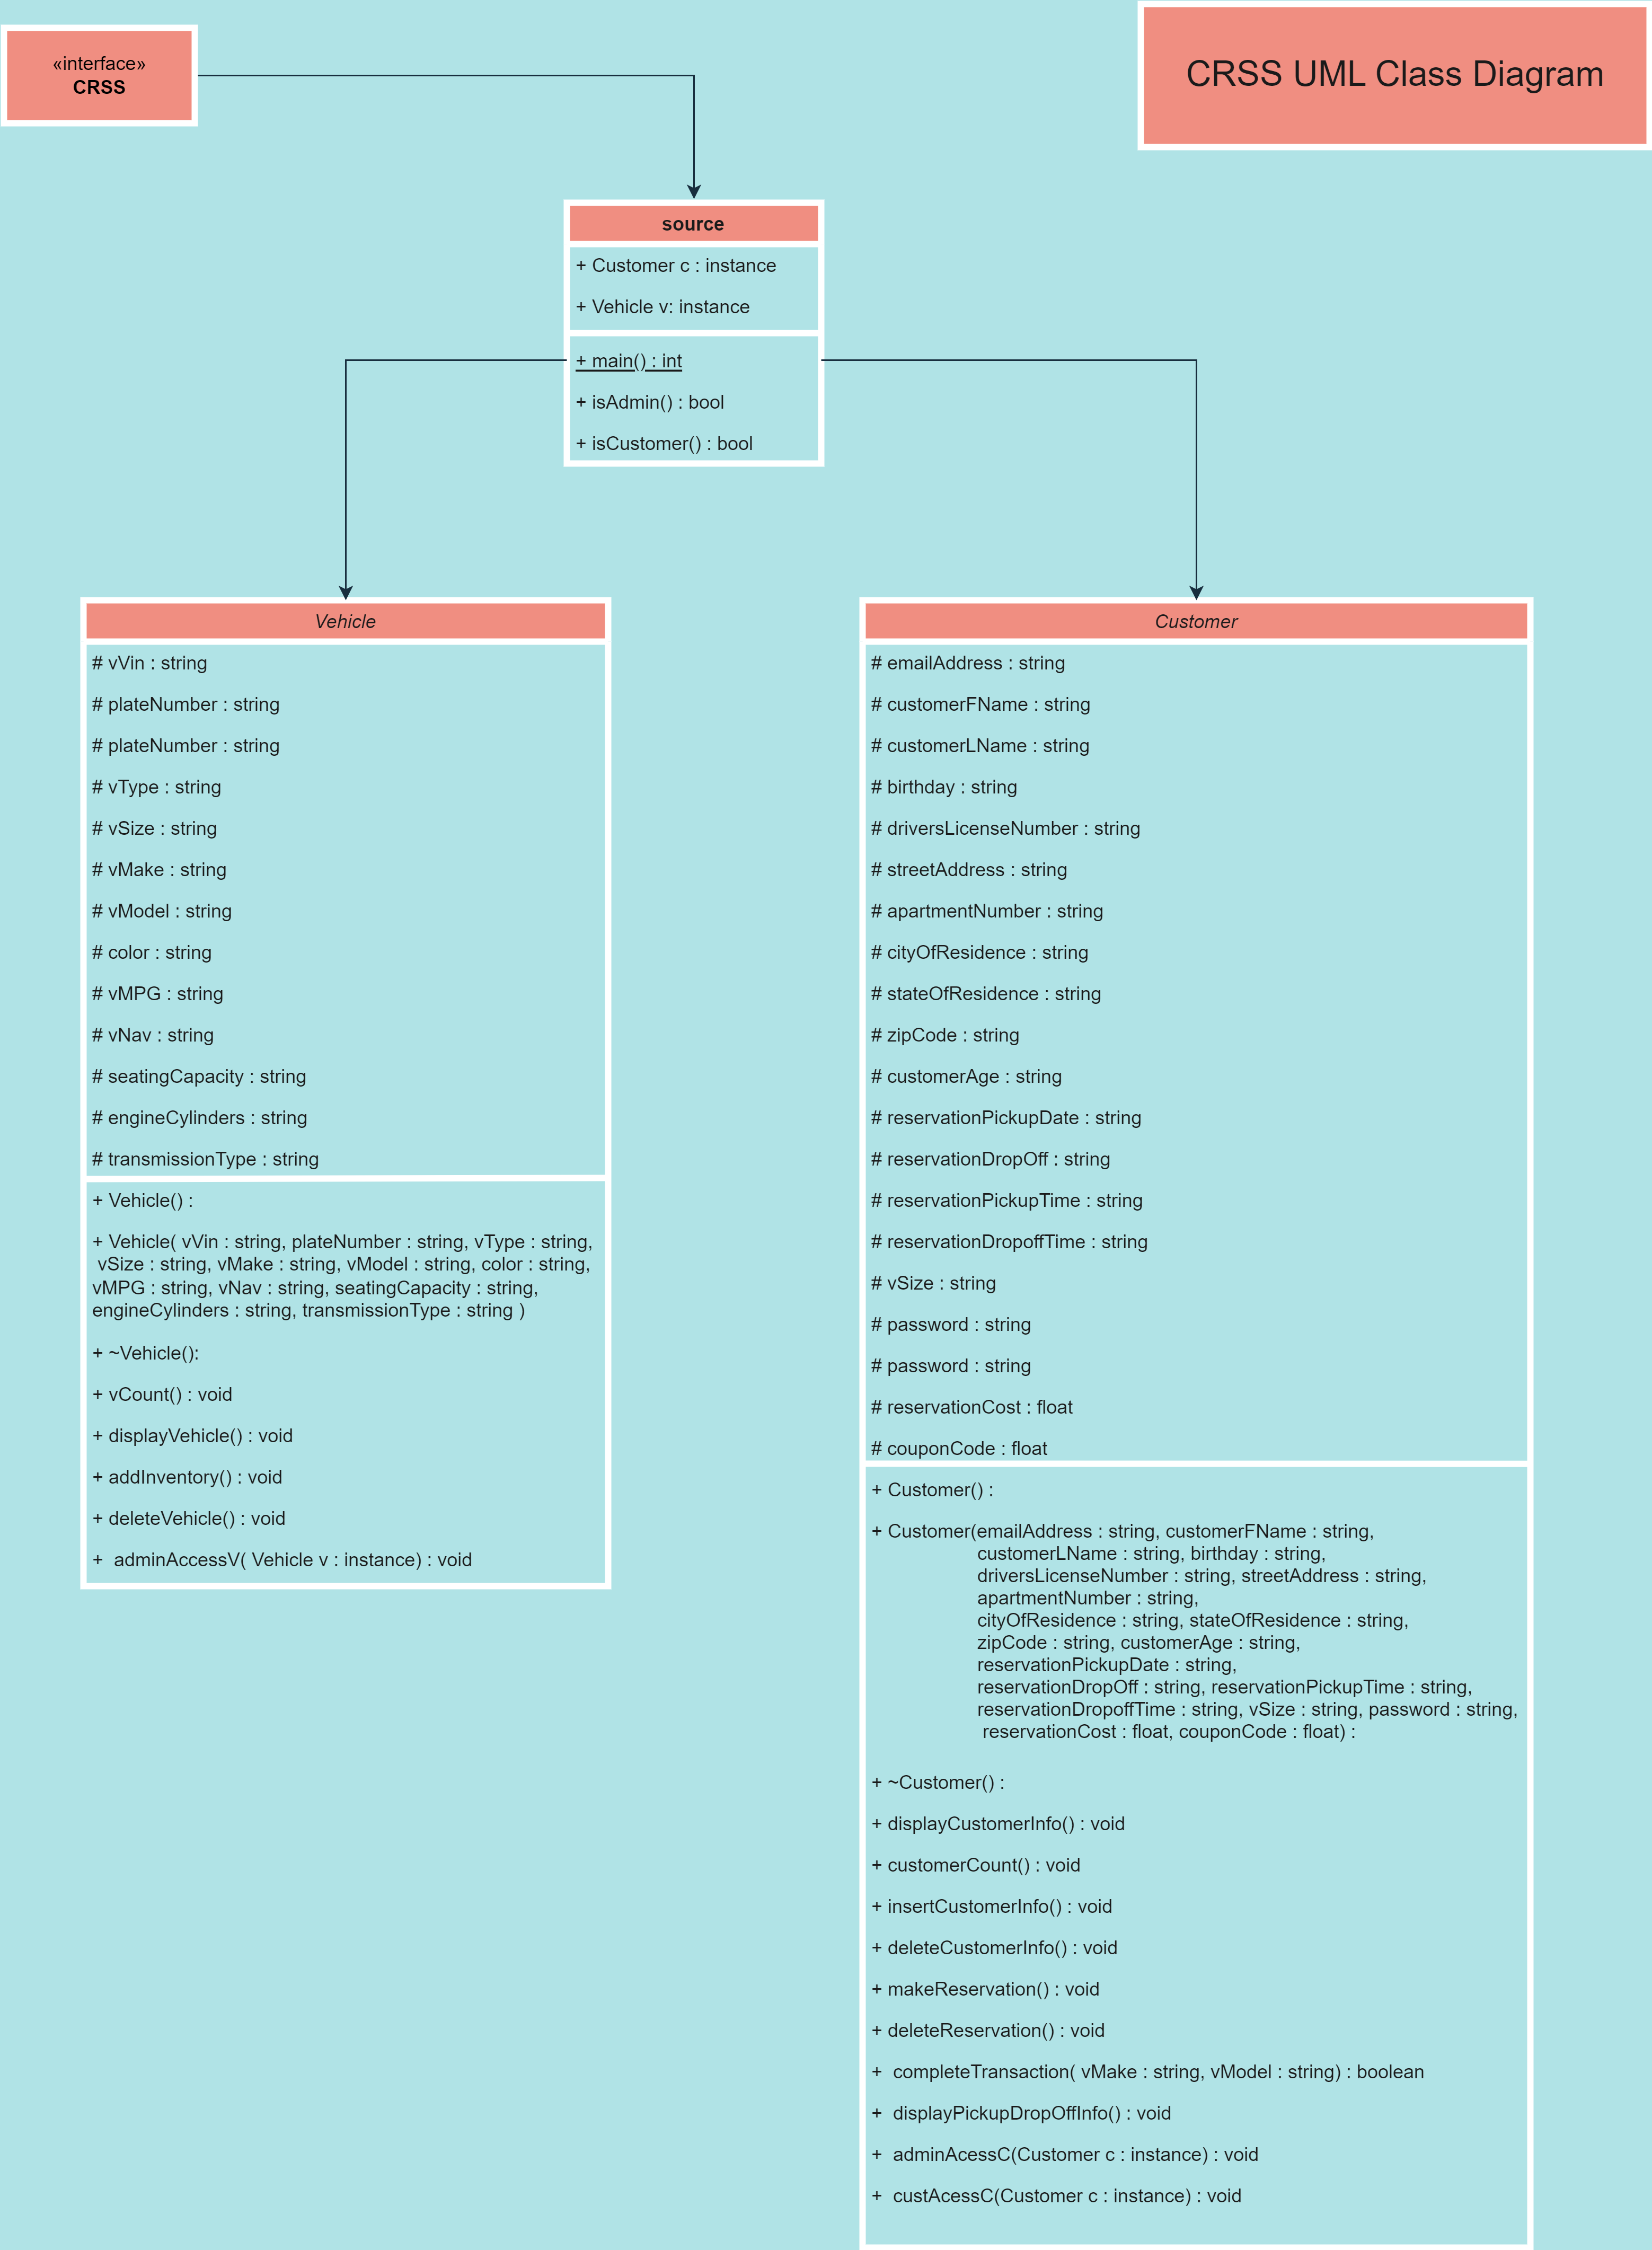 «interface»
CRSS
CRSS UML Class Diagram
source
+ Customer c : instance
+ Vehicle v: instance
+ main() : int
+ isAdmin() : bool
+ isCustomer() : bool
Vehicle
# vVin : string
# plateNumber : string
# plateNumber : string
# vType : string
# vSize : string
# vMake : string
# vModel : string
# color : string
# vMPG : string
# vNav : string
# seatingCapacity : string
# engineCylinders : string
# transmissionType : string
+ Vehicle() :
+ Vehicle( vVin : string, plateNumber : string, vType : string,
vSize : string, vMake : string, vModel : string, color : string,
vMPG : string, vNav : string, seatingCapacity : string,
engineCylinders : string, transmissionType : string )
+ ~Vehicle():
+ vCount() : void
+ displayVehicle() : void
+ addInventory() : void
+ deleteVehicle() : void
+ adminAccessV( Vehicle v : instance) : void
Customer
# emailAddress : string
# customerFName : string
# customerLName : string
# birthday : string
# driversLicenseNumber : string
# streetAddress : string
# apartmentNumber : string
# cityOfResidence : string
# stateOfResidence : string
# zipCode : string
# customerAge : string
# reservationPickupDate : string
# reservationDropOff : string
# reservationPickupTime : string
# reservationDropoffTime : string
# vSize : string
# password : string
# password : string
# reservationCost : float
# couponCode : float
+ Customer() :
+ Customer(emailAddress : string, customerFName : string,
customerLName : string, birthday : string,
driversLicenseNumber : string, streetAddress : string,
apartmentNumber : string,
cityOfResidence : string, stateOfResidence : string,
zipCode : string, customerAge : string,
reservationPickupDate : string,
reservationDropOff : string, reservationPickupTime : string,
reservationDropoffTime : string, vSize : string, password : string,
reservationCost : float, couponCode : float) :
+ ~Customer() :
+ displayCustomerInfo() : void
+ customerCount() : void
+ insertCustomerInfo() : void
+ deleteCustomerInfo() : void
+ makeReservation() : void
+ deleteReservation() : void
+ completeTransaction( vMake : string, vModel : string) : boolean
+ displayPickupDropOffInfo() : void
+ adminAcessC(Customer c : instance) : void
+ custAcessC(Customer c : instance) : void